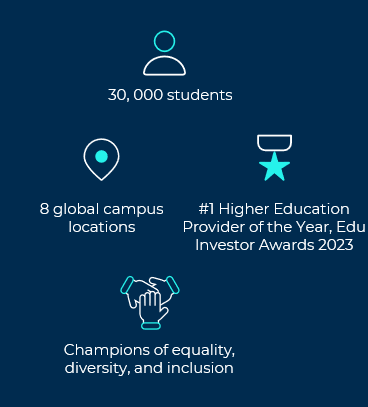 30, 000 students
8 global campus
locations
#1 Higher Education
Provider of the Year, Edu
Investor Awards 2023
Champions of equality,
diversity, and inclusion